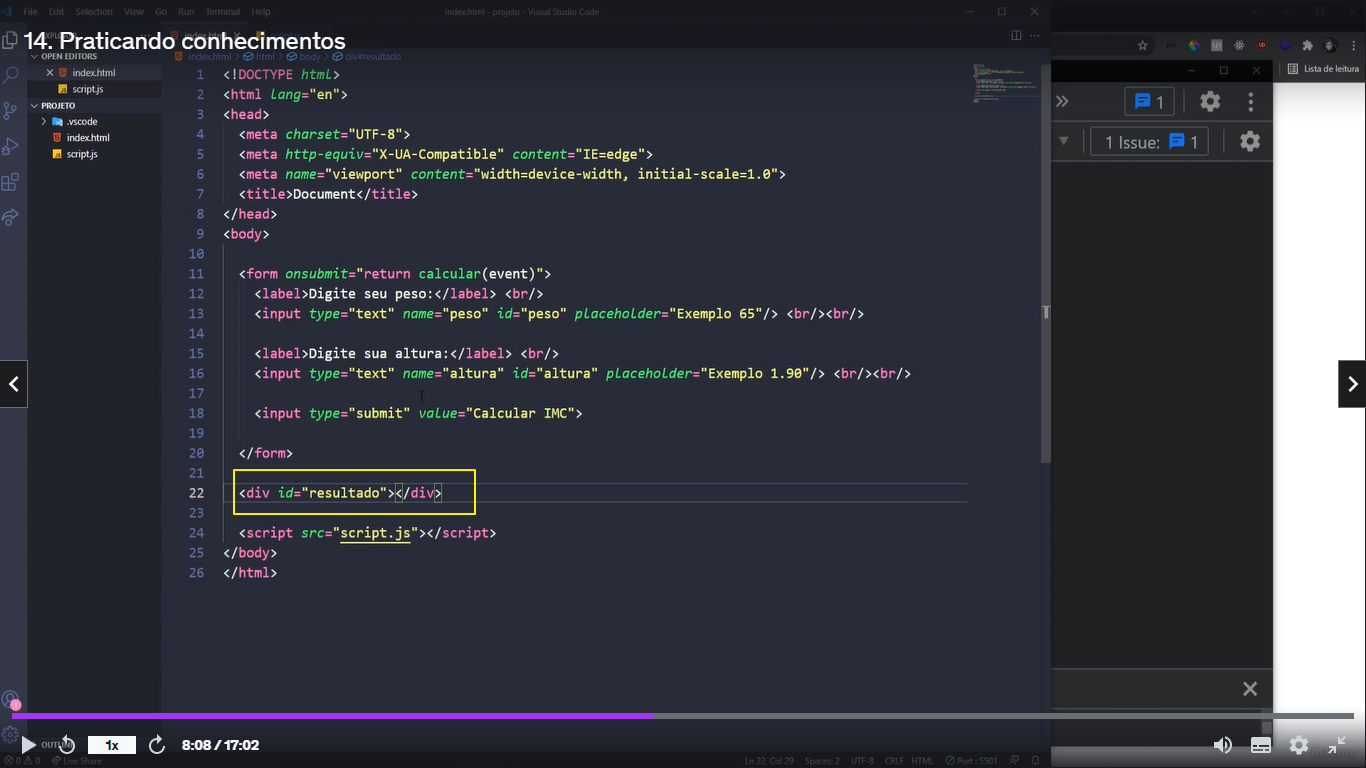 File Edit Selection View Go Run Terminal Help
index.html - projeto - Visual Studio Code
14. Praticando conhecimentos
index.html > html > body > div#resultado
OPEN EDITORS
index.html
script.js
PROJETO
.vscode
index.html
script.js
1 <!DOCTYPE html>
2 <html lang="en">
3 <head>
4 <meta charset="UTF-8">
5 <meta http-equiv="X-UA-Compatible" content="IE=edge">
6 <meta name="viewport" content="width=device-width, initial-scale=1.0">
7 <title>Document</title>
8 </head>
9 <body>
10
11 <form onsubmit="return calcular(event)">
12 <label>Digite seu peso:</label> <br/>
13 <input type="text" name="peso" id="peso" placeholder="Exemplo 65"/> <br/><br/>
14
15 <label>Digite sua altura:</label> <br/>
16 <input type="text" name="altura" id="altura" placeholder="Exemplo 1.90"/> <br/><br/>
17
18 <input type="submit" value="Calcular IMC">
19
20 </form>
21
22 <div id="resultado"></div>
23
24 <script src="script.js"></script>
25 </body>
26 </html>
Lista de leitura
1
1 Issue: 1
OUTLINE
1x
8:08 / 17:02
0 0 Live Share
Ln 22, Col 29 Spaces: 2 UTF-8 CRLF HTML Port : 5501